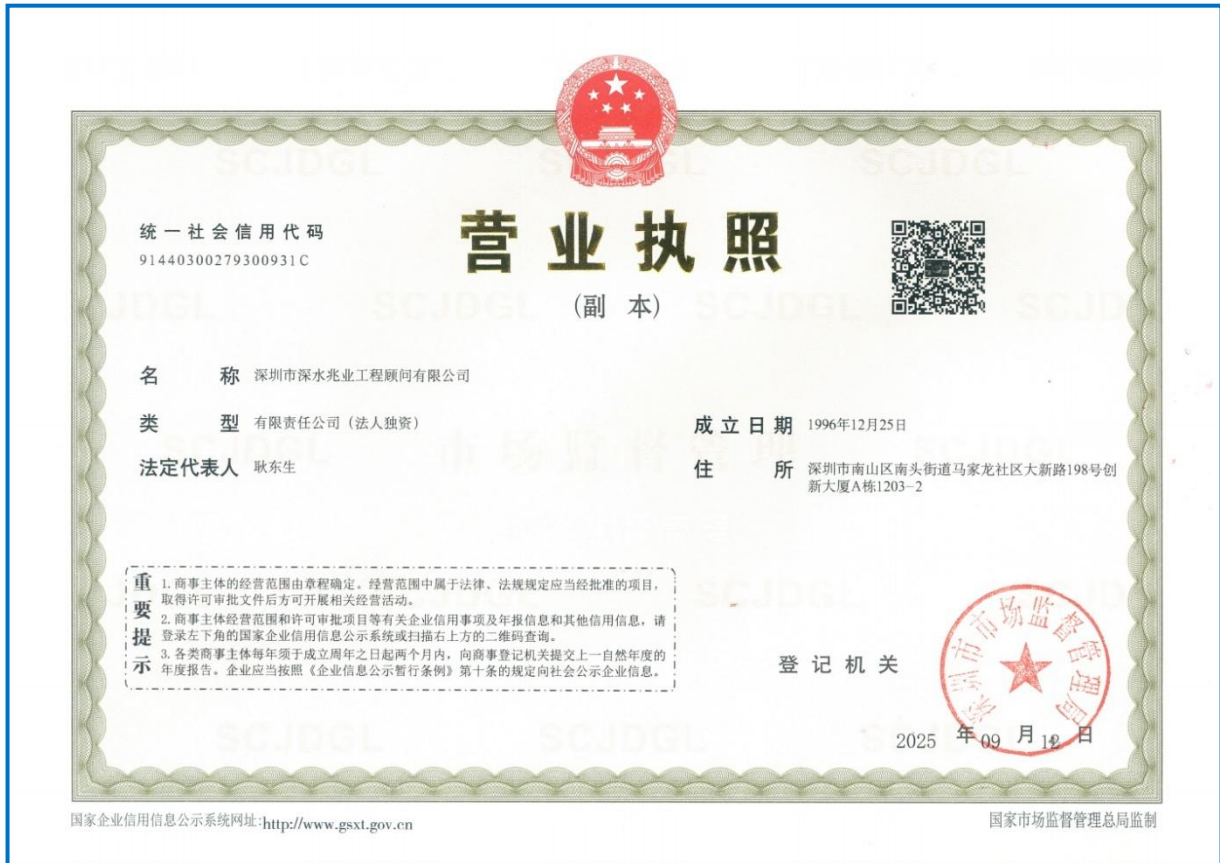 统一社会信用代码
91440300279300931C
营业执照
(副 本)
名 称 深圳市深水兆业工程顾问有限公司
类 型 有限责任公司（法人独资）
成立日期 1996年12月25日
法定代表人 耿东生
住 所 深圳市南山区南头街道马家龙社区大新路198号创
新大厦A栋1203-2
重要提示
1.商事主体的经营范围由章程确定。经营范围中属于法律、法规规定应当经批准的项目，
取得许可审批文件后方可开展相关经营活动。
2.商事主体经营范围和许可审批项目等有关企业信用事项及年报信息和其他信用信息，请
登录左下角的国家企业信用信息公示系统或扫描右上方的二维码查询。
3.各类商事主体每年须于成立周年之日起两个月内，向商事登记机关提交上一自然年度的
年度报告。企业应当按照《企业信息公示暂行条例》第十条的规定向社会公示企业信息。
登记机关
深圳市市场监督管理局
2025 年 09 月 12 日
国家企业信用信息公示系统网址:http://www.gsxt.gov.cn
国家市场监督管理总局监制
SCJDGL
市场监督管理